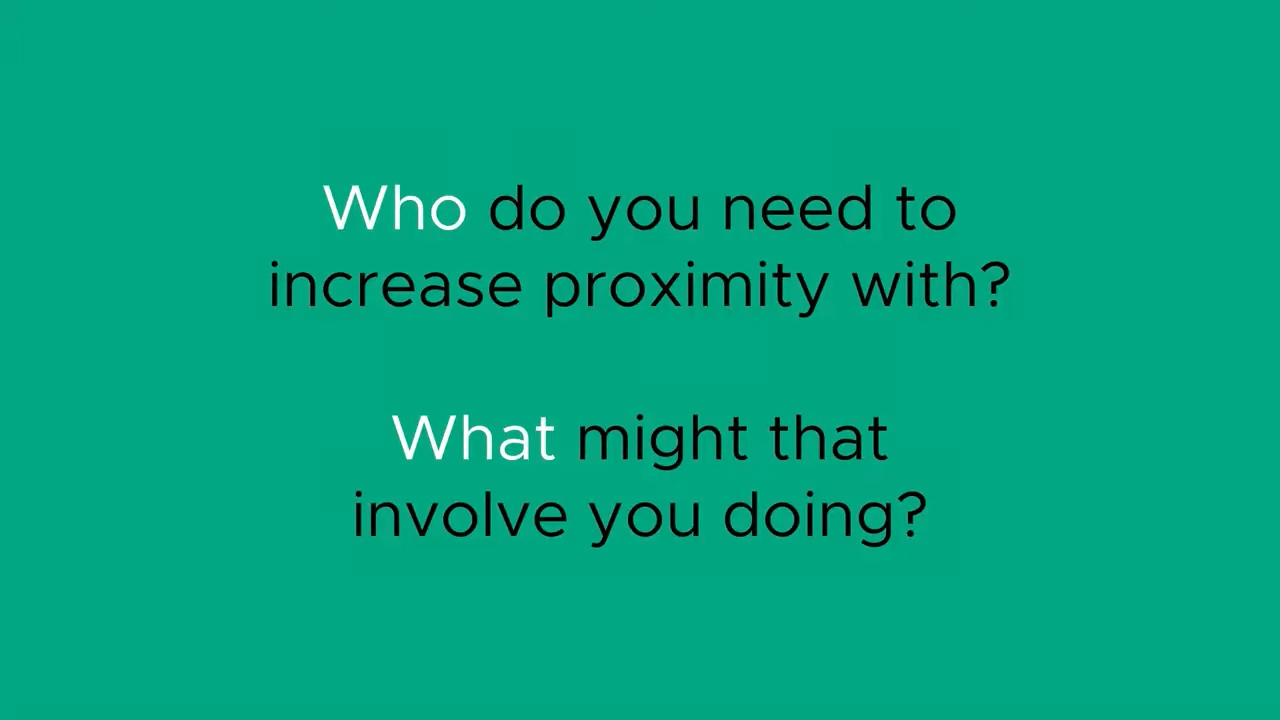 Who do you need to
increase proximity with?
What might that
involve you doing?